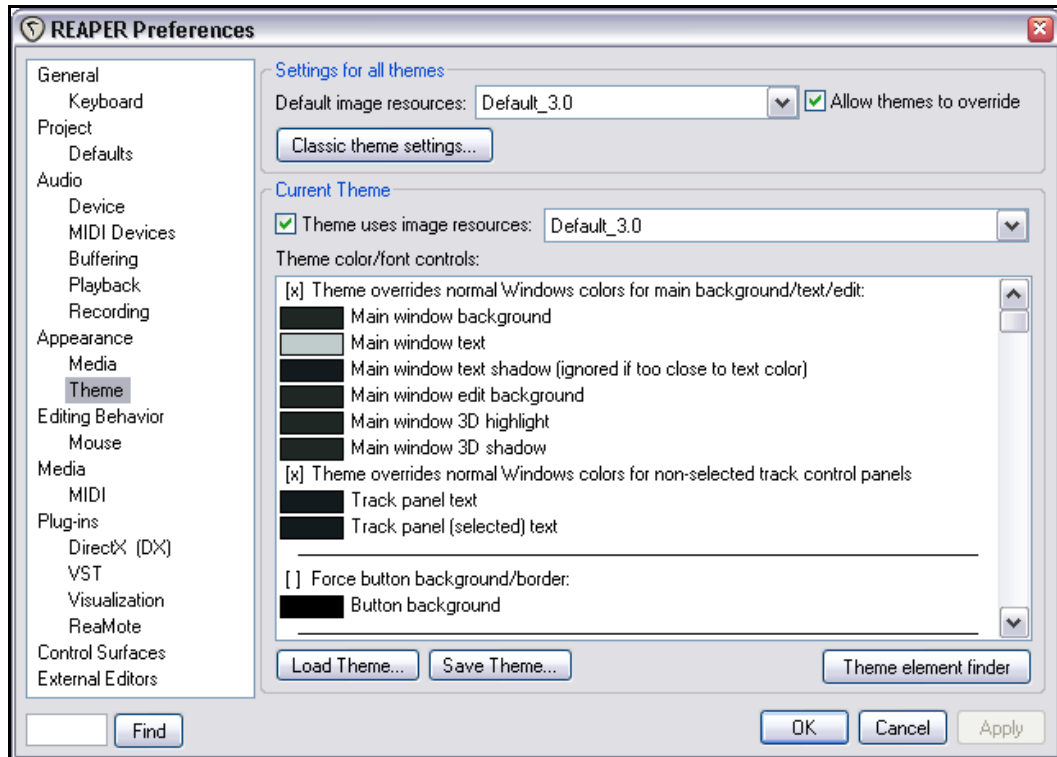 REAPER Preferences
General
Keyboard
Project
Defaults
Audio
Device
MIDI Devices
Buffering
Playback
Recording
Appearance
Media
Theme
Editing Behavior
Mouse
Media
MIDI
Plug-ins
DirectX (DX)
VST
Visualization
ReaMote
Control Surfaces
External Editors
Find
Settings for all themes
Default image resources: Default_3.0 Allow themes to override
Classic theme settings...
Current Theme
Theme uses image resources: Default_3.0
Theme color/font controls:
[x] Theme overrides normal Windows colors for main background/text/edit:
Main window background
Main window text
Main window text shadow (ignored if too close to text color)
Main window edit background
Main window 3D highlight
Main window 3D shadow
[x] Theme overrides normal Windows colors for non-selected track control panels
Track panel text
Track panel (selected) text
[ ] Force button background/border:
Button background
Load Theme... Save Theme... Theme element finder
OK Cancel Apply